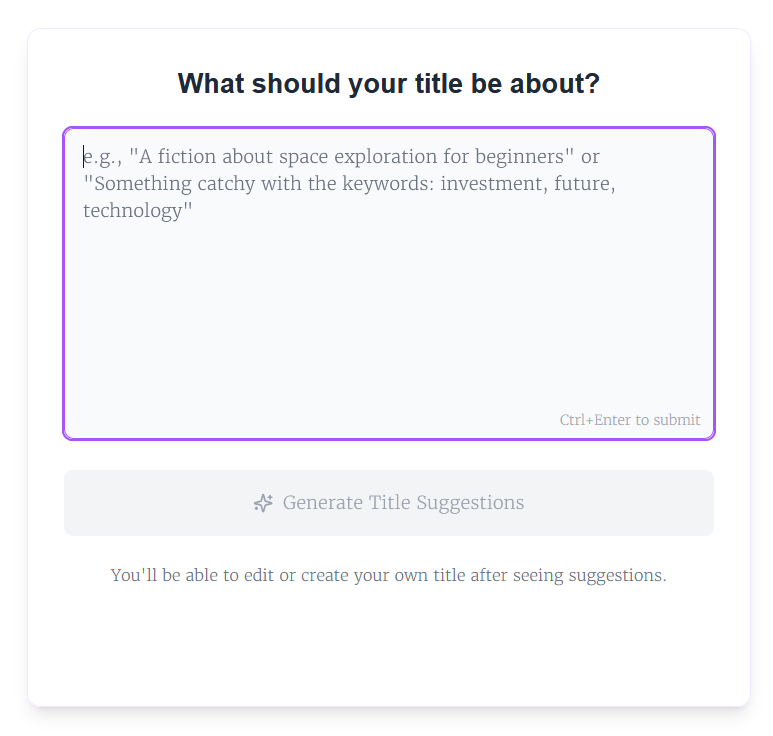 What should your title be about?
e.g., "A fiction about space exploration for beginners" or
"Something catchy with the keywords: investment, future,
technology"
Ctrl+Enter to submit
Generate Title Suggestions
You'll be able to edit or create your own title after seeing suggestions.